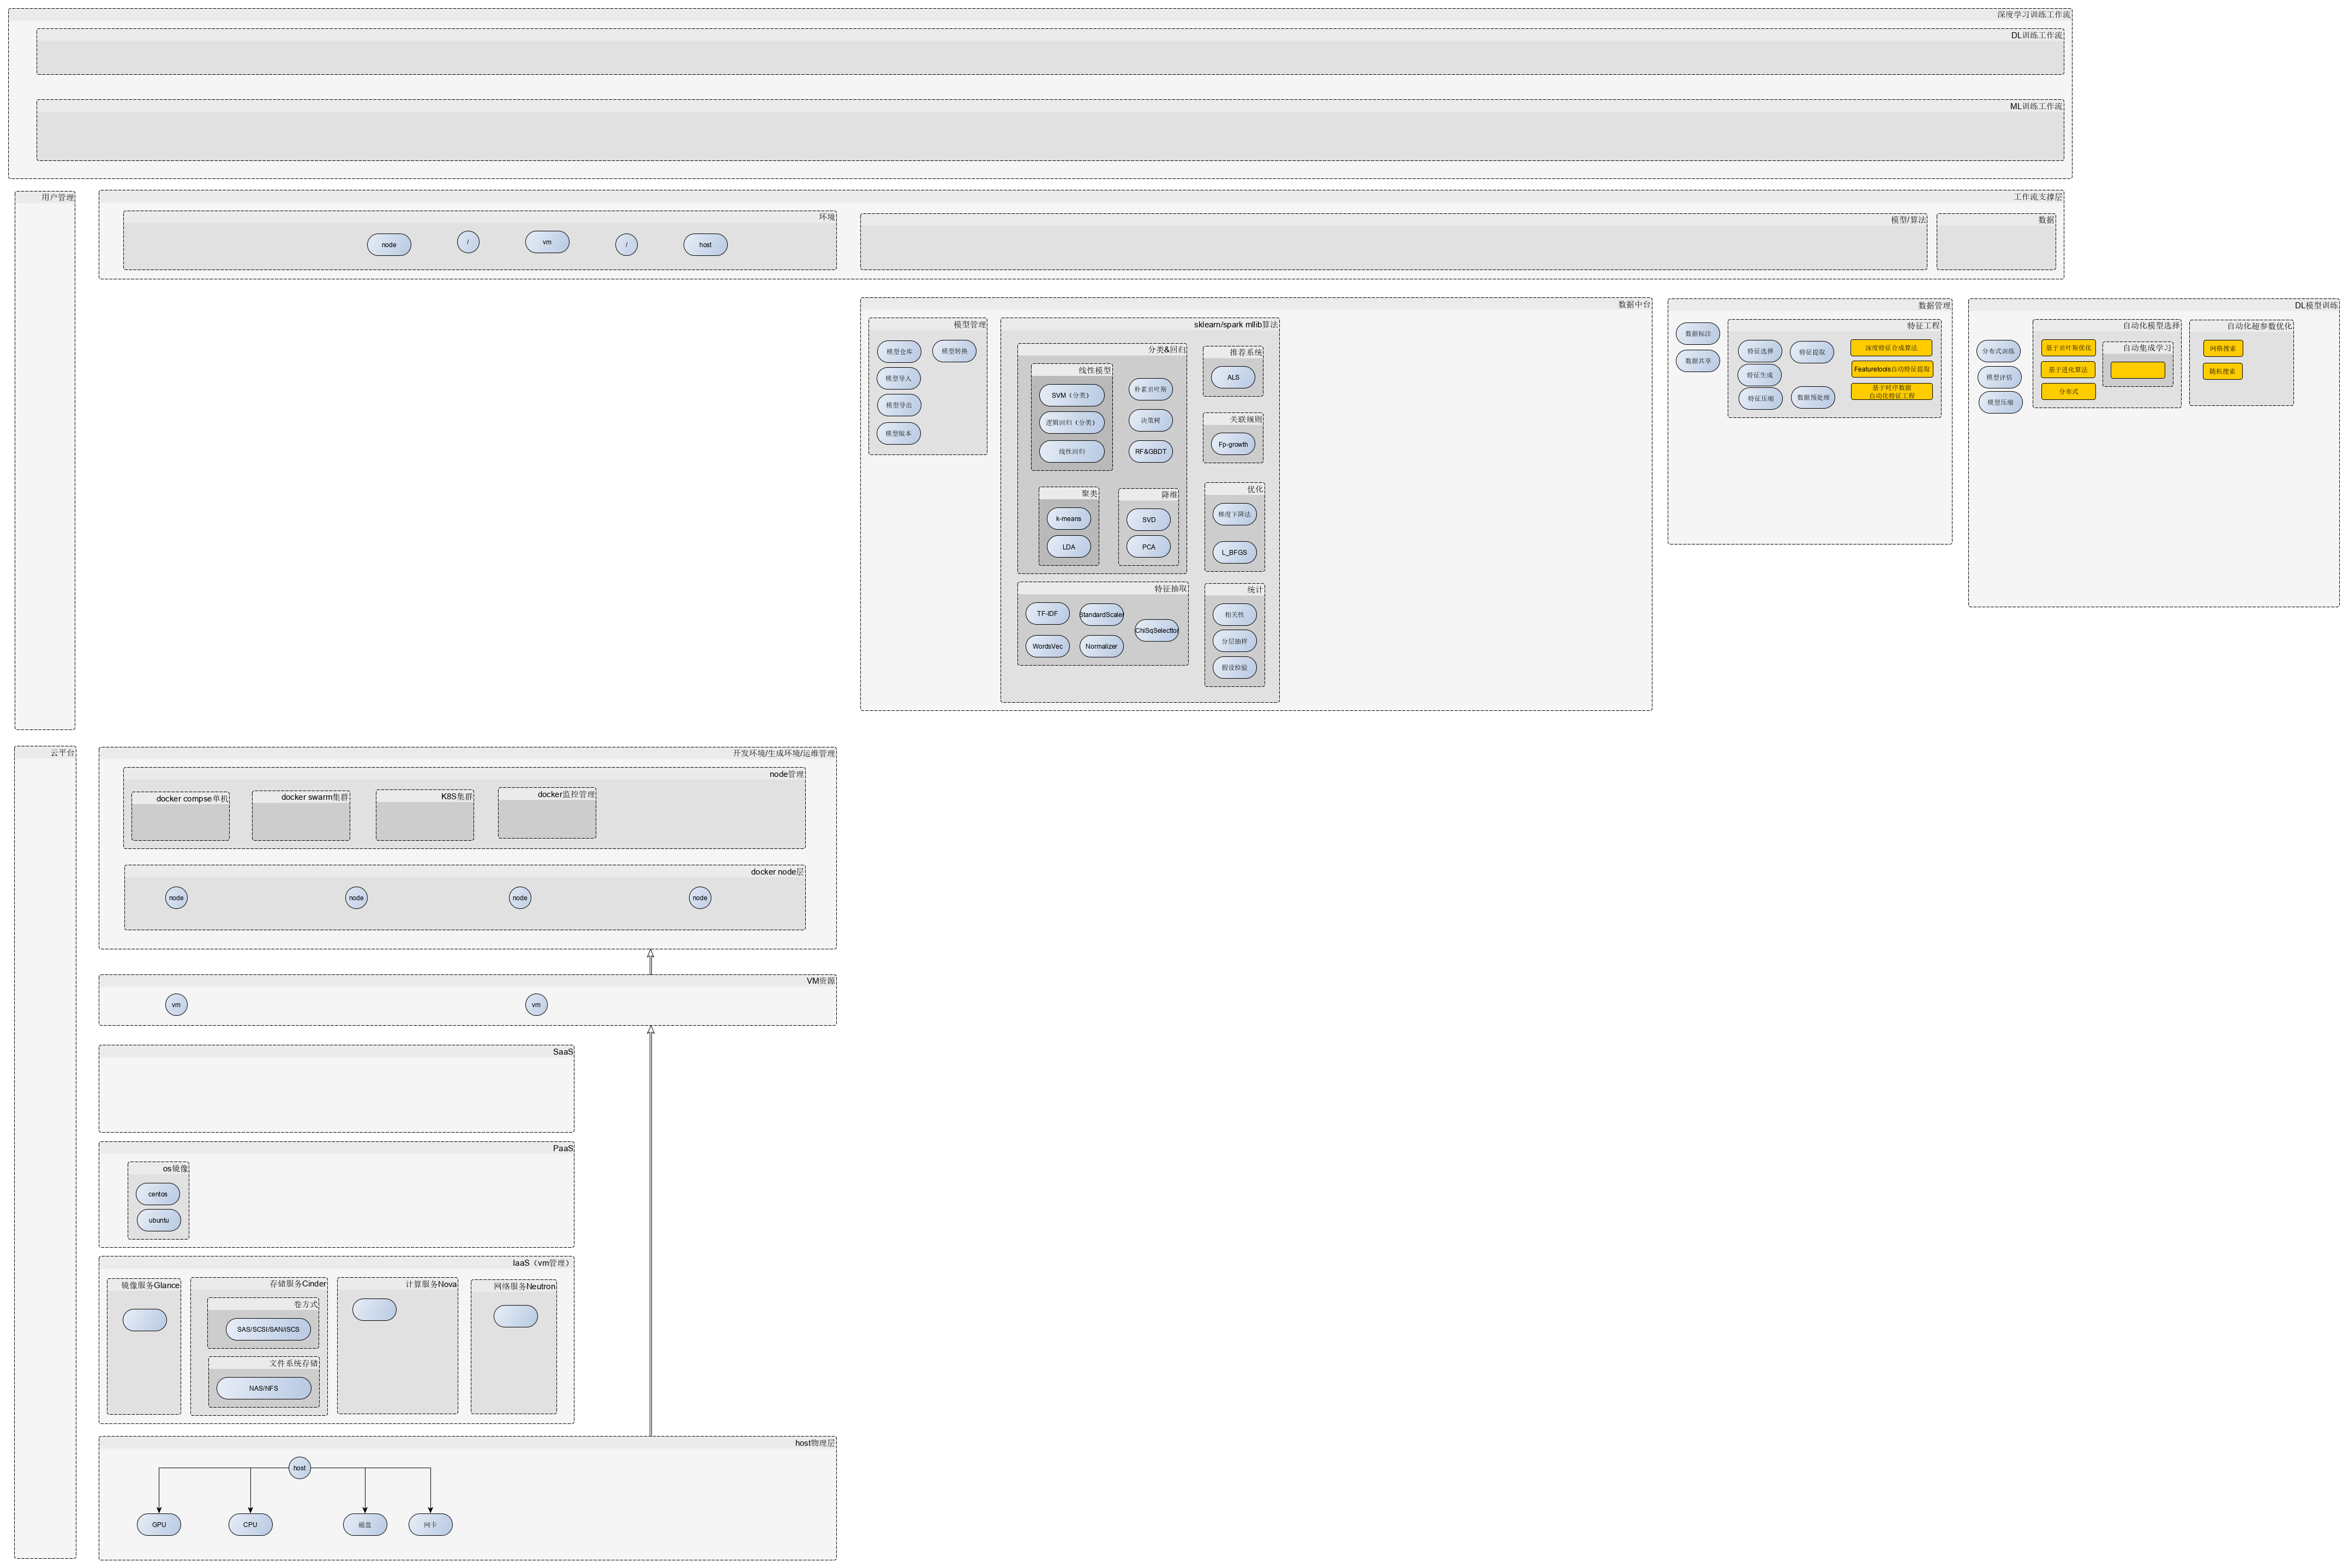 深度学习训练工作流
DL训练工作流
ML训练工作流
用户管理
工作流支撑层
环境
node
/
vm
/
host
模型/算法
数据
数据中台
模型管理
模型仓库
模型转换
模型导入
模型导出
模型版本
sklearn/spark mllib算法
分类&回归
线性模型
SVM（分类）
逻辑回归（分类）
线性回归
朴素贝叶斯
决策树
RF&GBDT
聚类
k-means
LDA
降维
SVD
PCA
推荐系统
ALS
关联规则
Fp-growth
优化
梯度下降法
L_BFGS
特征抽取
TF-IDF
StandardScaler
ChiSqSelecttor
WordsVec
Normalizer
统计
相关性
分层抽样
假设检验
数据管理
数据标注
数据共享
特征工程
特征选择
特征提取
特征生成
特征压缩
数据预处理
深度特征合成算法
Featuretools自动特征提取
基于时序数据
自动化特征工程
DL模型训练
分布式训练
模型评估
模型压缩
自动化模型选择
基于贝叶斯优化
基于进化算法
分布式
自动集成学习
自动化超参数优化
网格搜索
随机搜索
云平台
开发环境/生成环境/运维管理
node管理
docker compse单机
docker swarm集群
K8S集群
docker监控管理
docker node层
node
node
node
node
VM资源
vm
vm
SaaS
PaaS
os镜像
centos
ubuntu
IaaS（vm管理）
镜像服务Glance
存储服务Cinder
卷方式
SAS/SCSI/SAN/iSCS
文件系统存储
NAS/NFS
计算服务Nova
网络服务Neutron
host物理层
host
GPU
CPU
磁盘
网卡